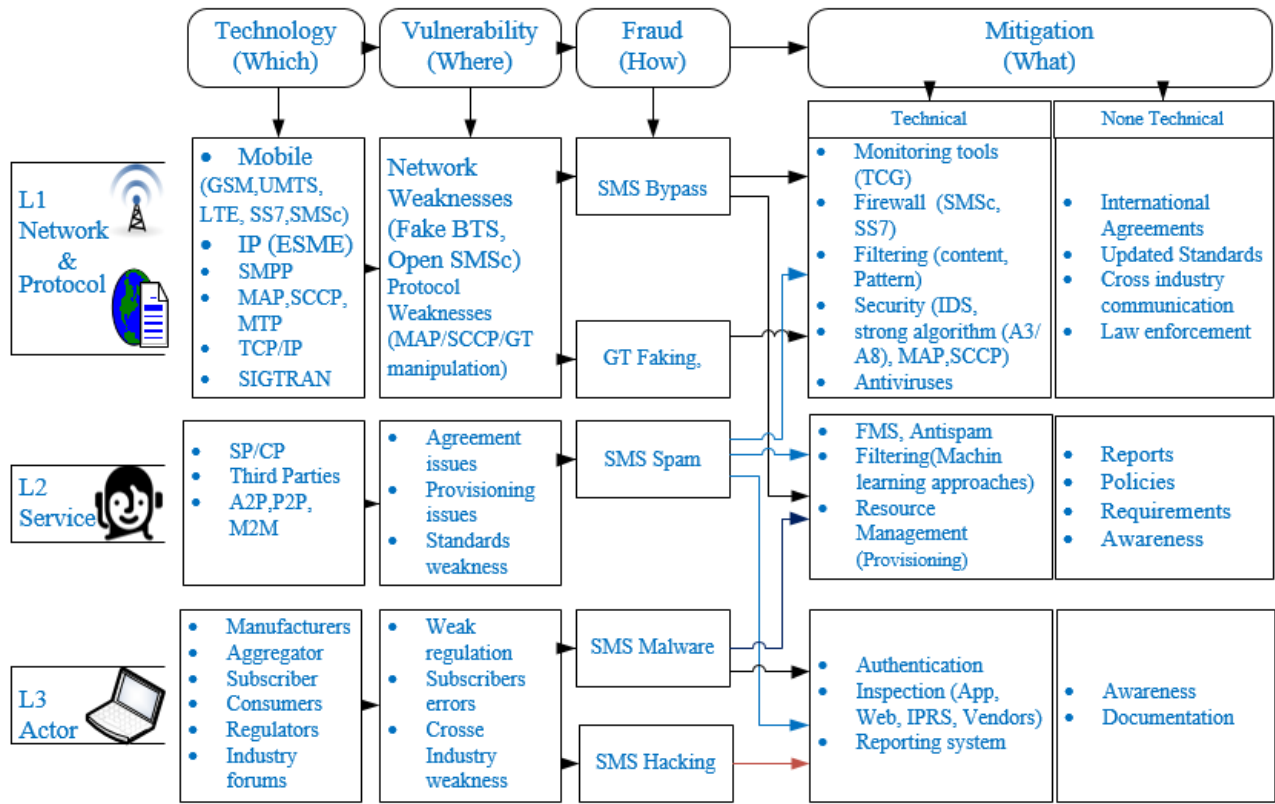 Technology
(Which)
Vulnerability
(Where)
Fraud
(How)
Mitigation
(What)
Technical
None Technical
L1
Network
&
Protocol
• Mobile
(GSM,UMTS,
LTE, SS7,SMSc)
• IP (ESME)
• SMPP
• MAP,SCCP,
MTP
• TCP/IP
• SIGTRAN
Network
Weaknesses
(Fake BTS,
Open SMSc)
Protocol
Weaknesses
(MAP/SCCP/GT
manipulation)
SMS Bypass
GT Faking,
• Monitoring tools
(TCG)
• Firewall (SMSc,
SS7)
• Filtering (content,
Pattern)
• Security (IDS,
• strong algorithm (A3/
A8), MAP,SCCP)
• Antiviruses
• International
Agreements
• Updated Standards
• Cross industry
communication
• Law enforcement
L2
Service
• SP/CP
• Third Parties
• A2P,P2P,
M2M
• Agreement
issues
• Provisioning
issues
• Standards
weakness
SMS Spam
• FMS, Antispam
• Filtering(Machin
learning approaches)
• Resource
Management
(Provisioning)
• Reports
• Policies
• Requirements
• Awareness
L3
Actor
• Manufacturers
• Aggregator
• Subscriber
• Consumers
• Regulators
• Industry
forums
• Weak
regulation
• Subscribers
errors
• Crosse
Industry
weakness
SMS Malware
SMS Hacking
• Authentication
• Inspection (App,
Web, IPRS, Vendors)
• Reporting system
• Awareness
• Documentation